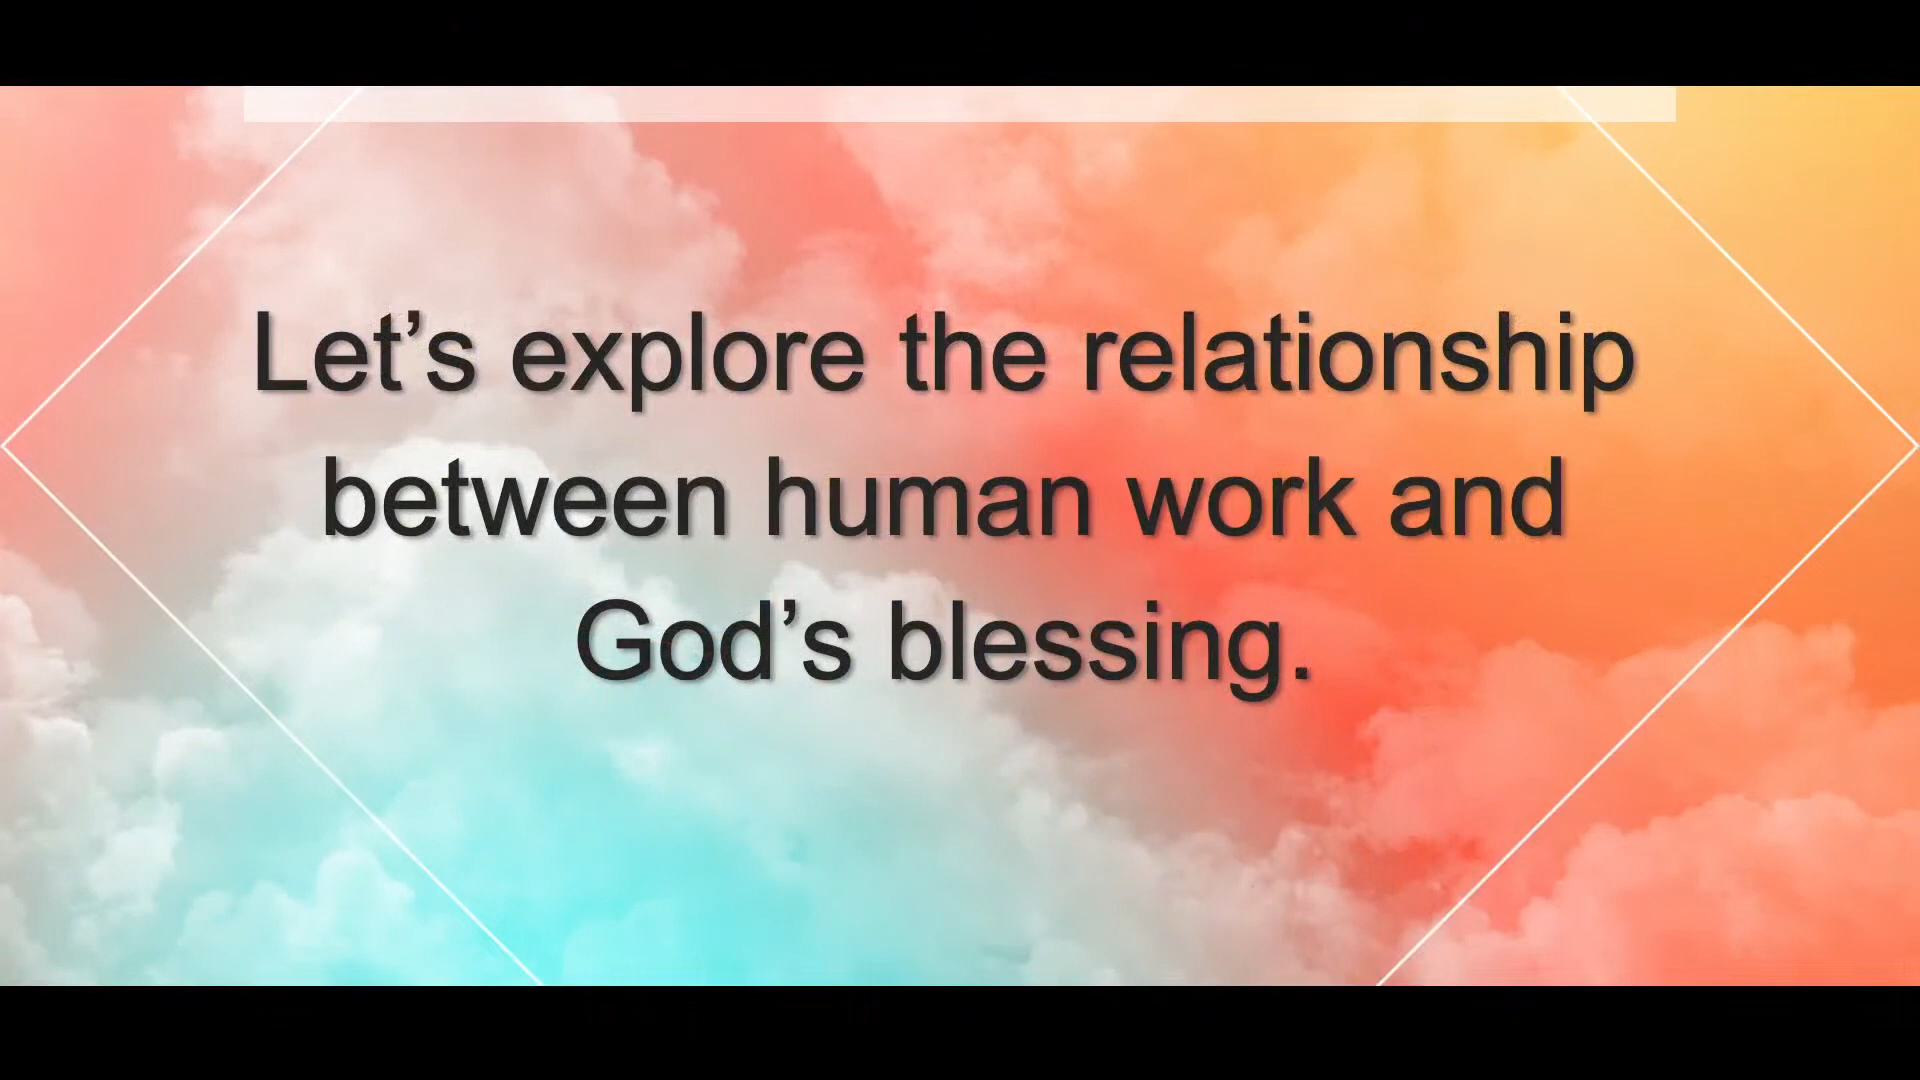 Let’s explore the relationship
between human work and
God’s blessing.